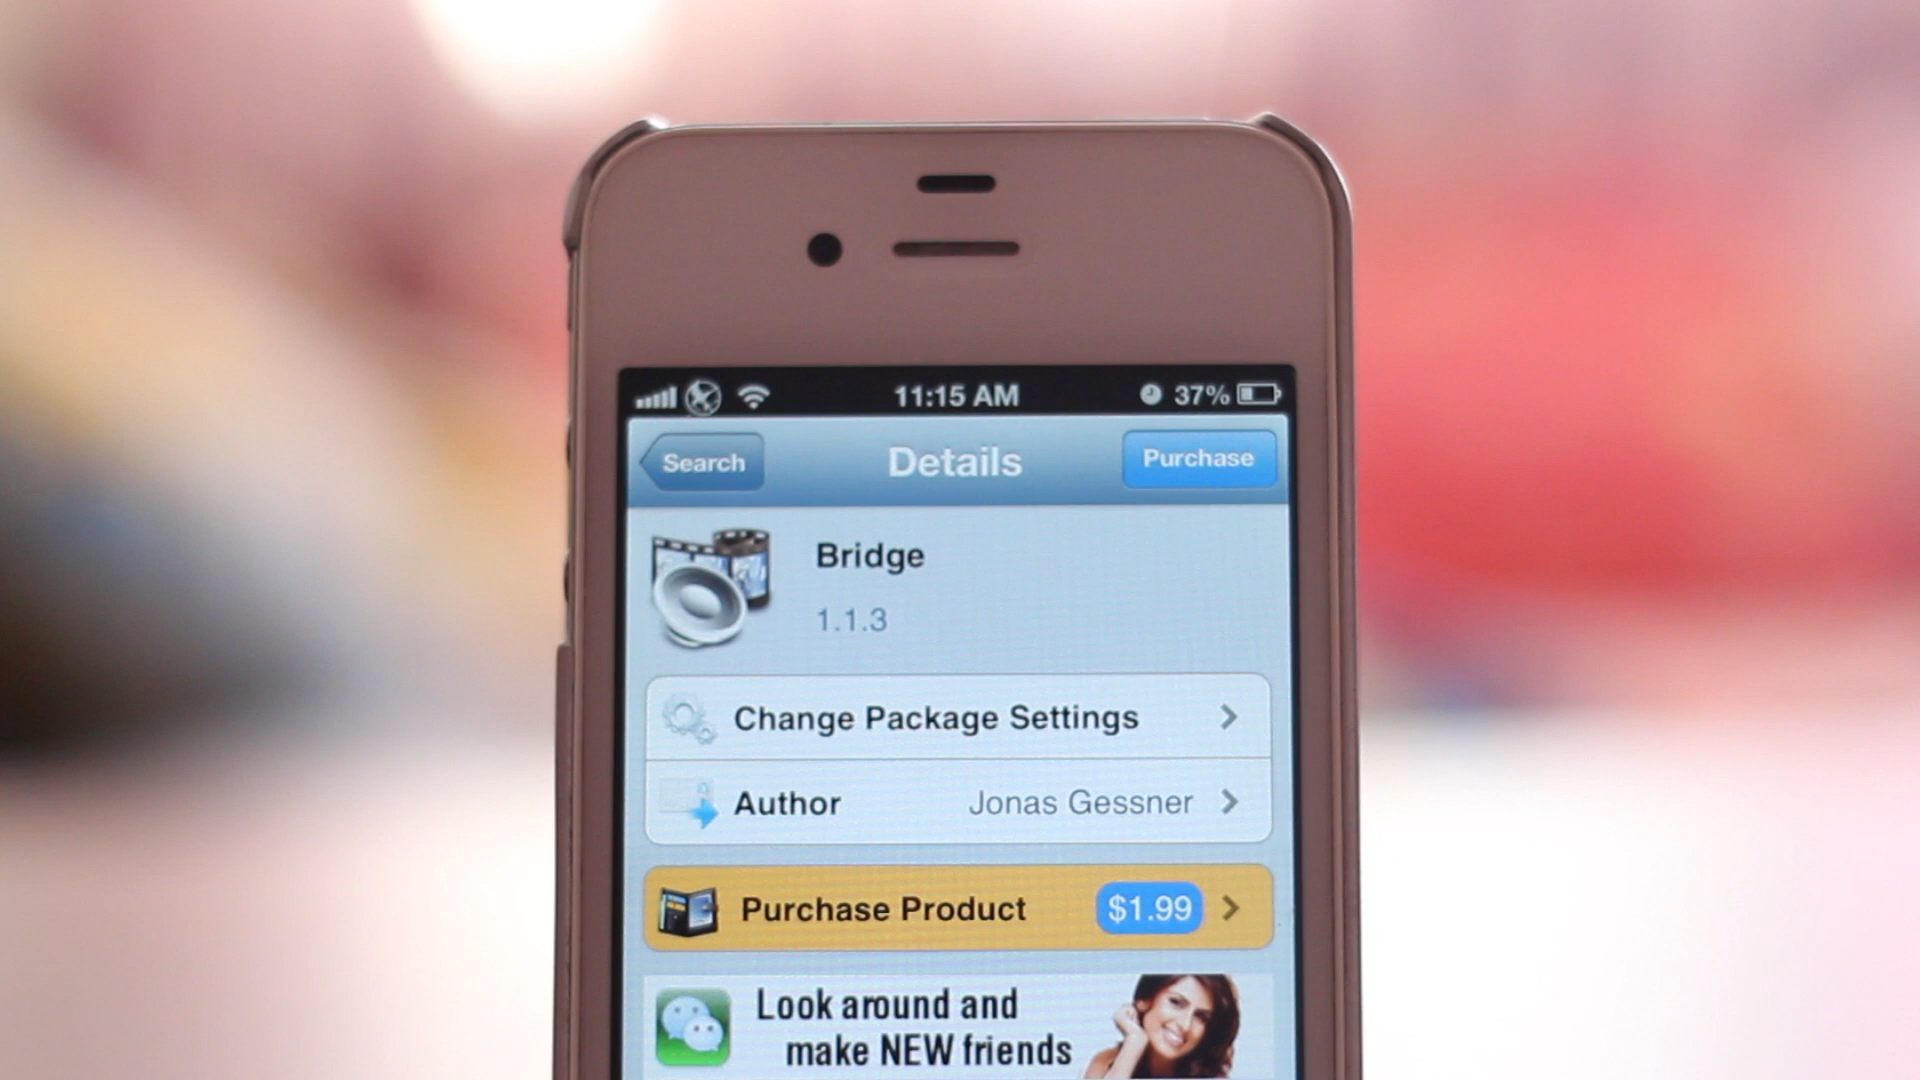 11:15 AM 37%
Search Details Purchase
Bridge
1.1.3
Change Package Settings
Author Jonas Gessner
Purchase Product $1.99
Look around and
make NEW friends